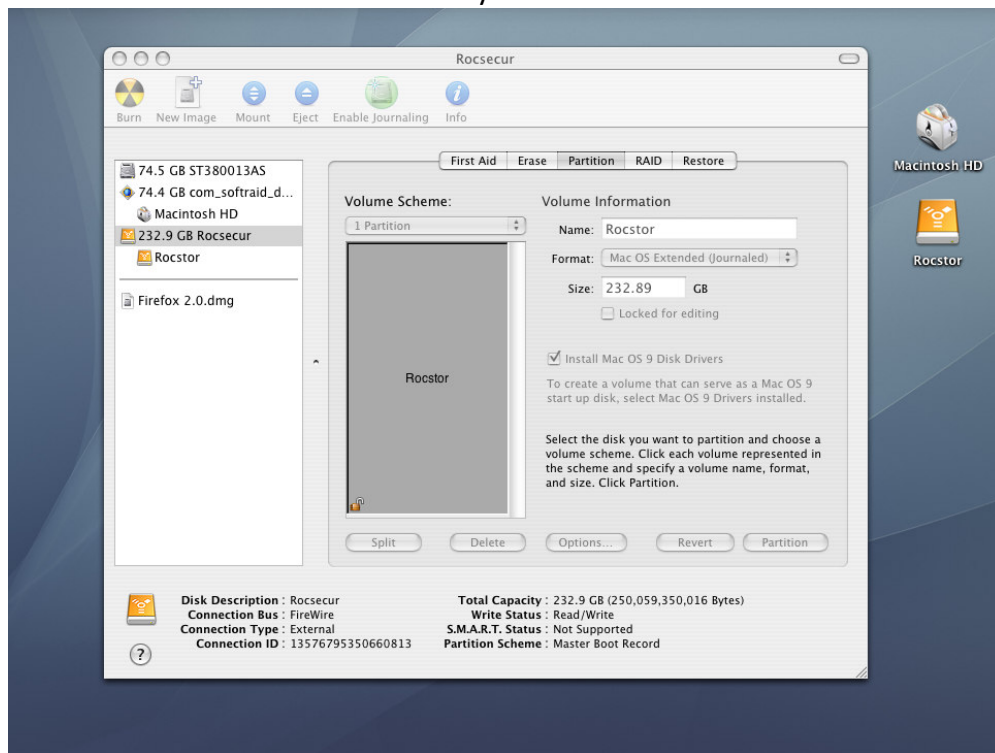 Rocsecur
Burn New Image Mount Eject Enable Journaling Info
First Aid Erase Partition RAID Restore
74.5 GB ST380013AS
74.4 GB com_softraid_d...
Macintosh HD
232.9 GB Rocsecur
Rocstor
Firefox 2.0.dmg
Volume Scheme:
1 Partition
Rocstor
Volume Information
Name: Rocstor
Format: Mac OS Extended (Journaled)
Size: 232.89 GB
Locked for editing
Install Mac OS 9 Disk Drivers
To create a volume that can serve as a Mac OS 9
start up disk, select Mac OS 9 Drivers installed.
Select the disk you want to partition and choose a
volume scheme. Click each volume represented in
the scheme and specify a volume name, format,
and size. Click Partition.
Split Delete Options... Revert Partition
Disk Description : Rocsecur
Connection Bus : FireWire
Connection Type : External
Connection ID : 13576795350660813
Total Capacity : 232.9 GB (250,059,350,016 Bytes)
Write Status : Read/Write
S.M.A.R.T. Status : Not Supported
Partition Scheme : Master Boot Record
?
Macintosh HD
Rocstor